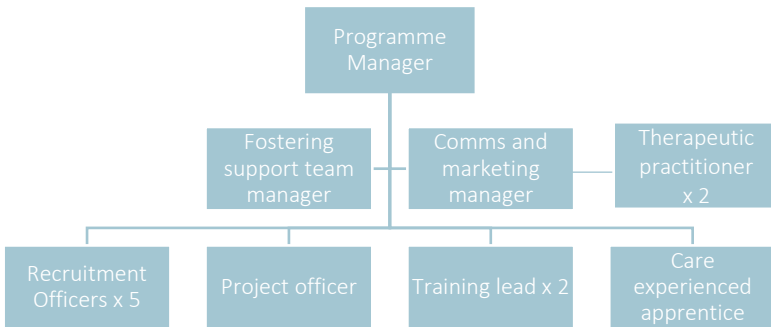 Programme
Manager
Fostering
support team
manager
Comms and
marketing
manager
Therapeutic
practitioner
x 2
Recruitment
Officers x 5
Project officer
Training lead x 2
Care
experienced
apprentice